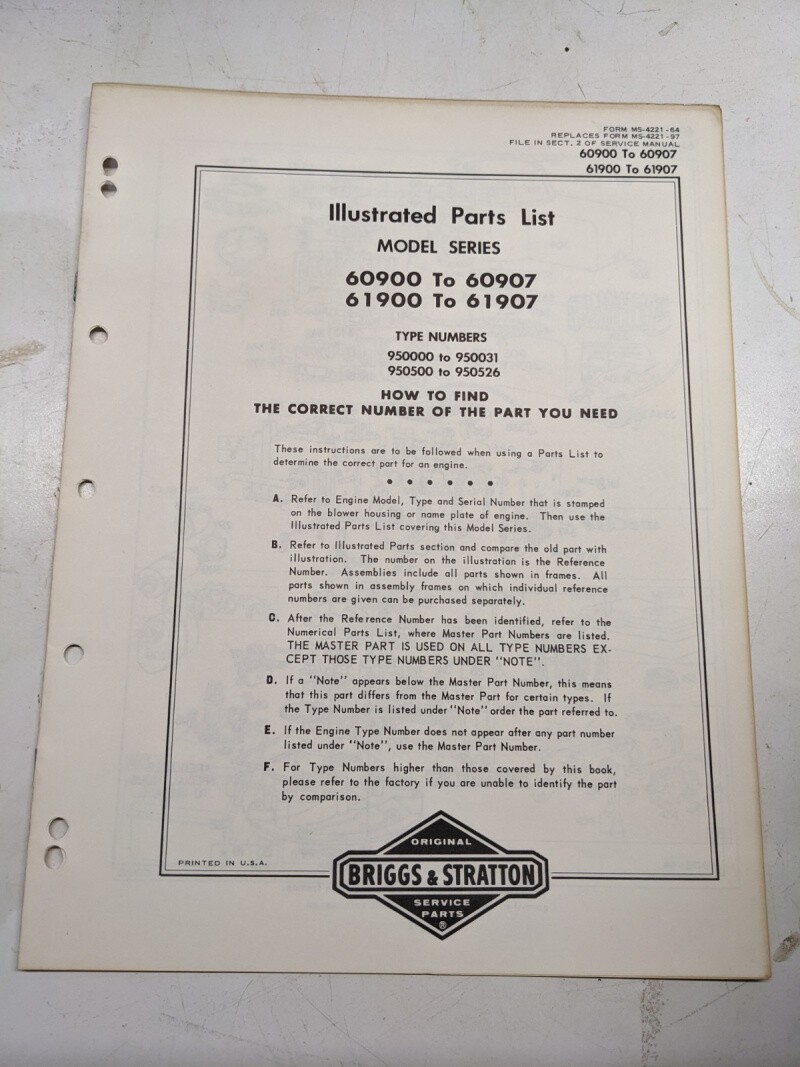 FORM MS-4221-64
REPLACES FORM MS-4221-97
FILE IN SECT. 2 OF SERVICE MANUAL
60900 To 60907
61900 To 61907
Illustrated Parts List
MODEL SERIES
60900 To 60907
61900 To 61907
TYPE NUMBERS
950000 to 950031
950500 to 950526
HOW TO FIND
THE CORRECT NUMBER OF THE PART YOU NEED
These instructions are to be followed when using a Parts List to
determine the correct part for an engine.
• • • • • •
A. Refer to Engine Model, Type and Serial Number that is stamped
on the blower housing or name plate of engine. Then use the
Illustrated Parts List covering this Model Series.
B. Refer to Illustrated Parts section and compare the old part with
illustration. The number on the illustration is the Reference
Number. Assemblies include all parts shown in frames. All
parts shown in assembly frames on which individual reference
numbers are given can be purchased separately.
C. After the Reference Number has been identified, refer to the
Numerical Parts List, where Master Part Numbers are listed.
THE MASTER PART IS USED ON ALL TYPE NUMBERS EX-
CEPT THOSE TYPE NUMBERS UNDER "NOTE".
D. If a "Note" appears below the Master Part Number, this means
that this part differs from the Master Part for certain types. If
the Type Number is listed under "Note" order the part referred to.
E. If the Engine Type Number does not appear after any part number
listed under "Note", use the Master Part Number.
F. For Type Numbers higher than those covered by this book,
please refer to the factory if you are unable to identify the part
by comparison.
ORIGINAL
BRIGGS & STRATTON
SERVICE
PARTS
®
PRINTED IN U.S.A.